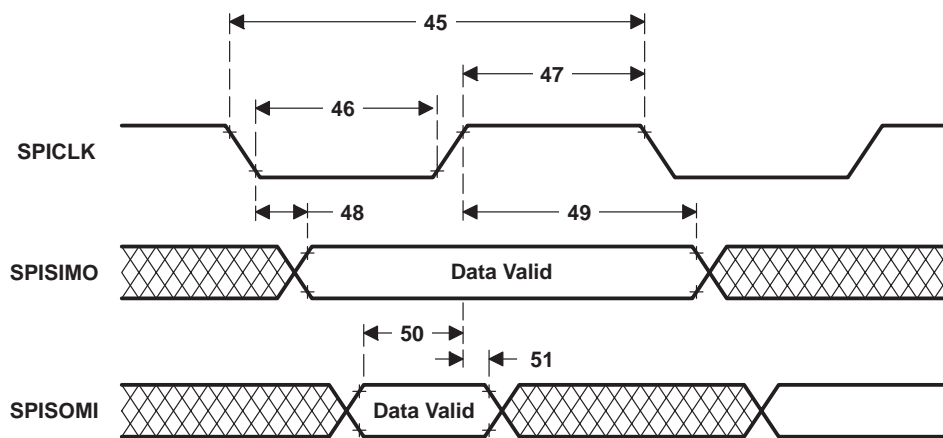 45
47
46
SPICLK
48
49
SPISIMO
Data Valid
50
51
SPISOMI
Data Valid